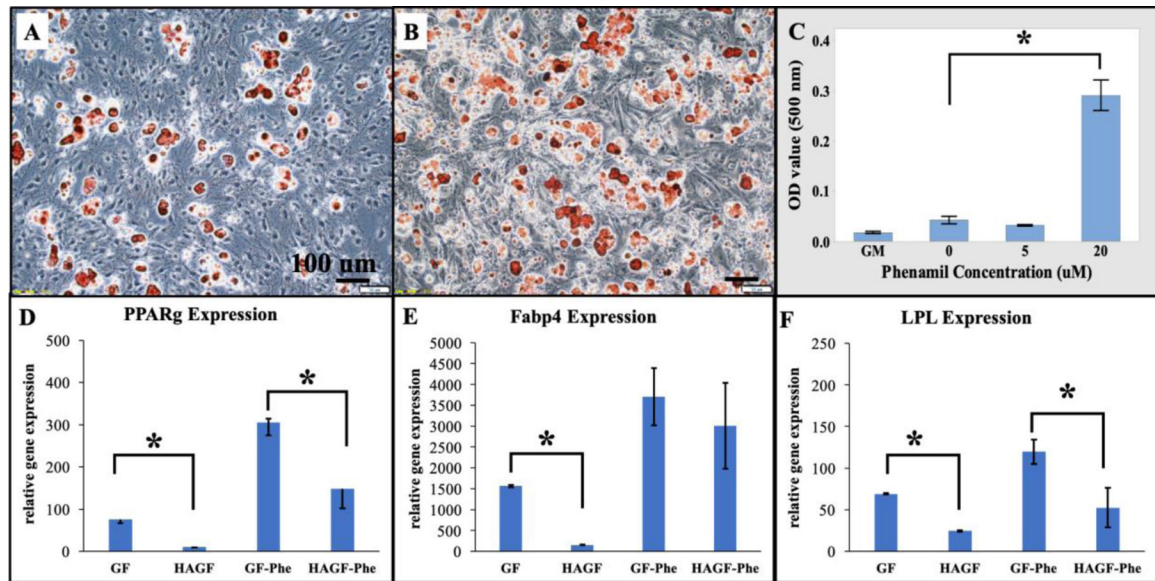 A
100 um
B
C
0.4
0.3
0.2
0.1
0.0
OD value (500 nm)
*
GM 0 5 20
Phenamil Concentration (uM)
D PPARg Expression
500
400
300
200
100
0
relative gene expression
* *
GF HAGF GF-Phe HAGF-Phe
E Fabp4 Expression
5000
4500
4000
3500
3000
2500
2000
1500
1000
500
0
relative gene expression
*
GF HAGF GF-Phe HAGF-Phe
F LPL Expression
250
200
150
100
50
0
relative gene expression
* *
GF HAGF GF-Phe HAGF-Phe